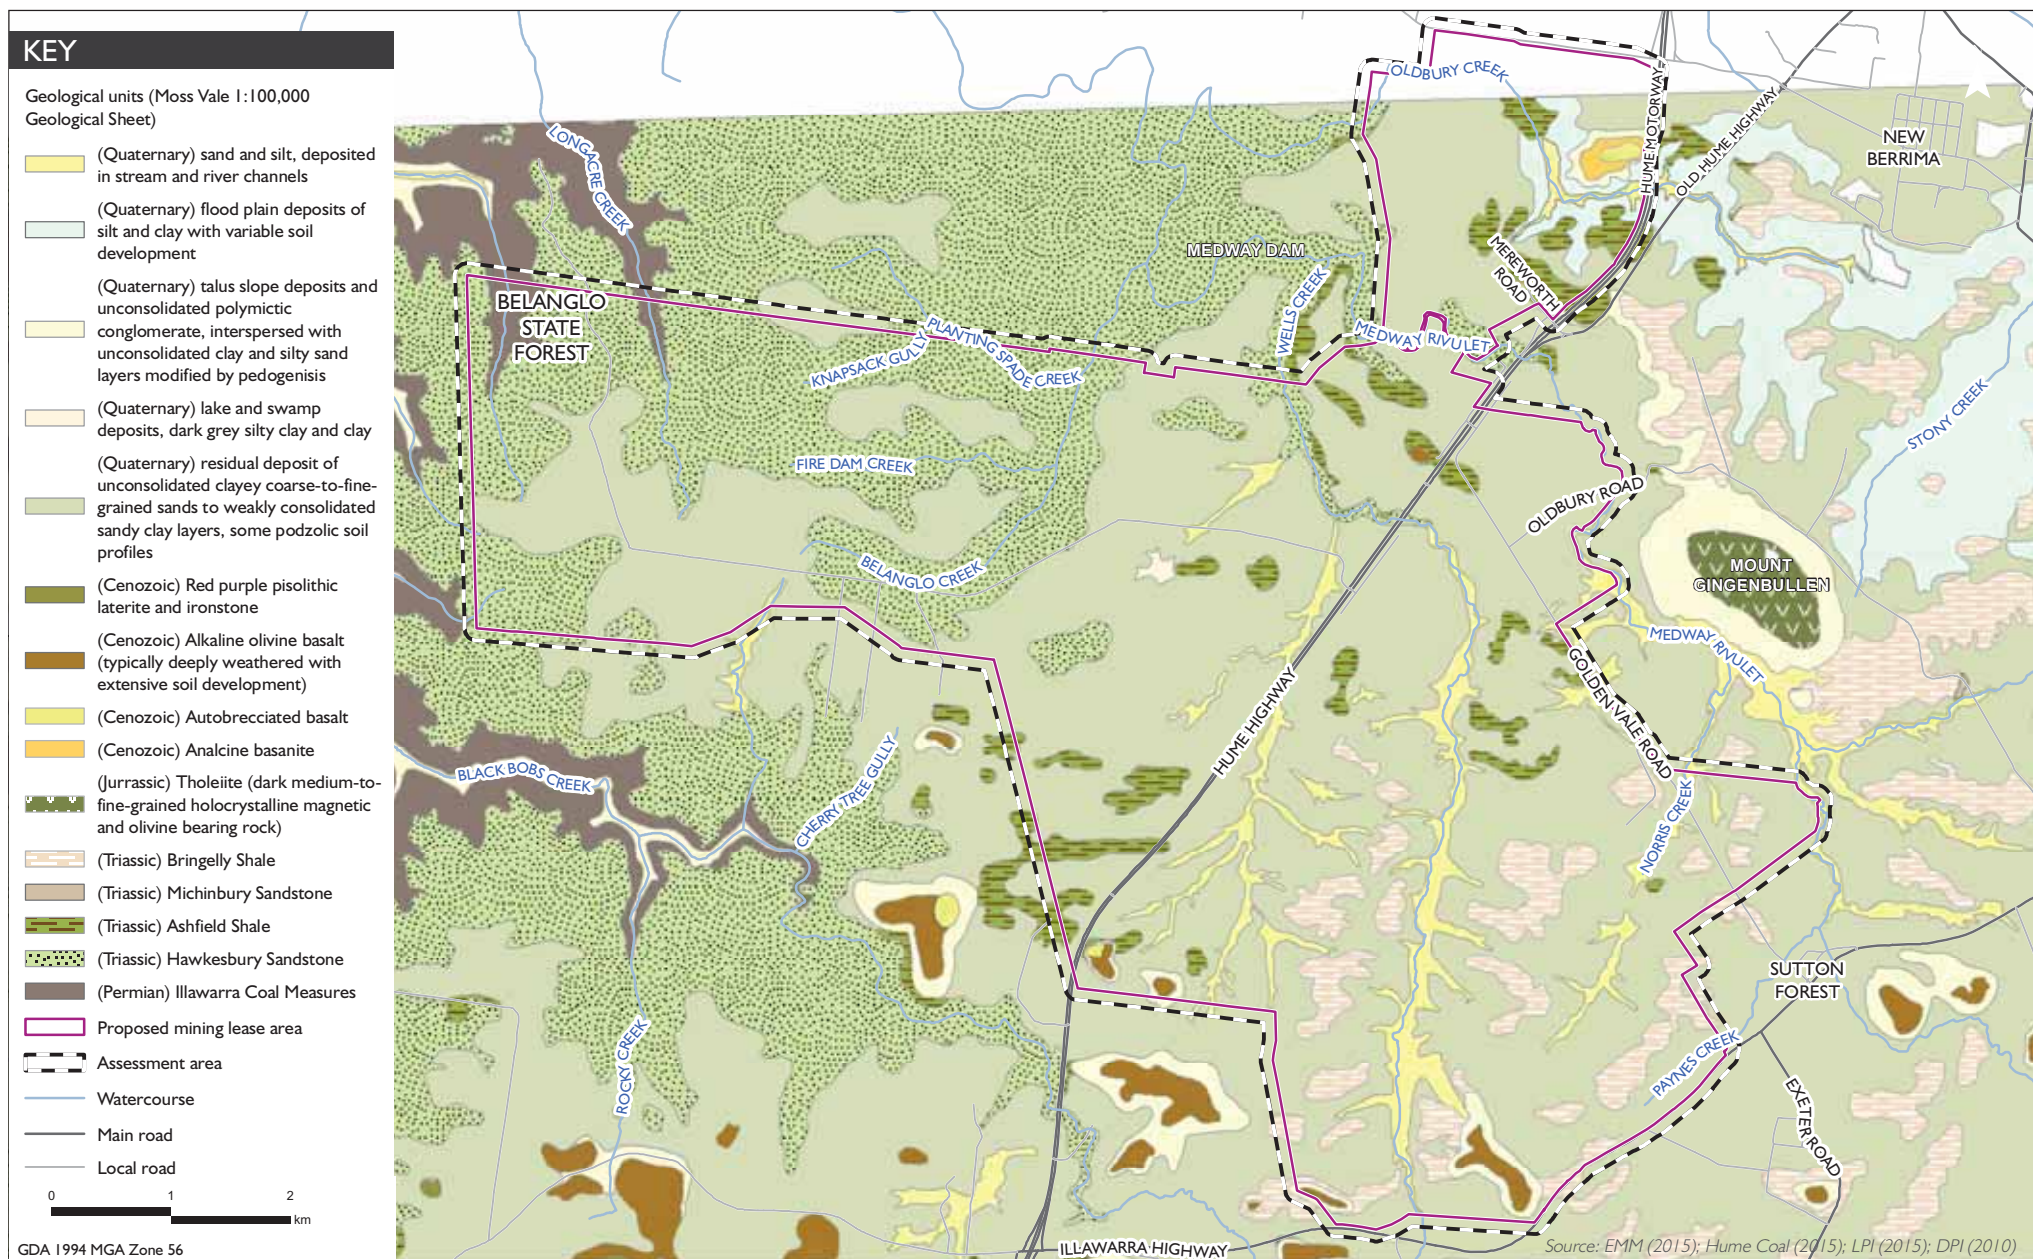 KEY
Geological units (Moss Vale 1:100,000
Geological Sheet)
(Quaternary) sand and silt, deposited
in stream and river channels
(Quaternary) flood plain deposits of
silt and clay with variable soil
development
(Quaternary) talus slope deposits and
unconsolidated polymictic
conglomerate, interspersed with
unconsolidated clay and silty sand
layers modified by pedogenisis
(Quaternary) lake and swamp
deposits, dark grey silty clay and clay
(Quaternary) residual deposit of
unconsolidated clayey coarse-to-fine-
grained sands to weakly consolidated
sandy clay layers, some podzolic soil
profiles
(Cenozoic) Red purple pisolithic
laterite and ironstone
(Cenozoic) Alkaline olivine basalt
(typically deeply weathered with
extensive soil development)
(Cenozoic) Autobrecciated basalt
(Cenozoic) Analcine basanite
(Jurrassic) Tholeiite (dark medium-to-
fine-grained holocrystalline magnetic
and olivine bearing rock)
(Triassic) Bringelly Shale
(Triassic) Michinbury Sandstone
(Triassic) Ashfield Shale
(Triassic) Hawkesbury Sandstone
(Permian) Illawarra Coal Measures
Proposed mining lease area
Assessment area
Watercourse
Main road
Local road
0 1 2
km
GDA 1994 MGA Zone 56
OLDBURY CREEK
HUME MOTORWAY
OLD HUME HIGHWAY
NEW
BERRIMA
LONGACRE CREEK
MEDWAY DAM
MEREWORTH
ROAD
BELANGLO
STATE
FOREST
WELLS CREEK
PLANTING SPADE CREEK
KNAPSACK GULLY
MEDWAY RIVULET
STONY CREEK
FIRE DAM CREEK
OLDBURY ROAD
BELANGLO CREEK
MOUNT
GINGENBULLEN
MEDWAY RIVULET
GOLDEN VALE ROAD
HUME HIGHWAY
BLACK BOBS CREEK
CHERRY TREE GULLY
NORRIS CREEK
SUTTON
FOREST
ROCKY CREEK
PAYNES CREEK
EXETER ROAD
ILLAWARRA HIGHWAY
Source: EMM (2015); Hume Coal (2015); LPI (2015); DPI (2010)